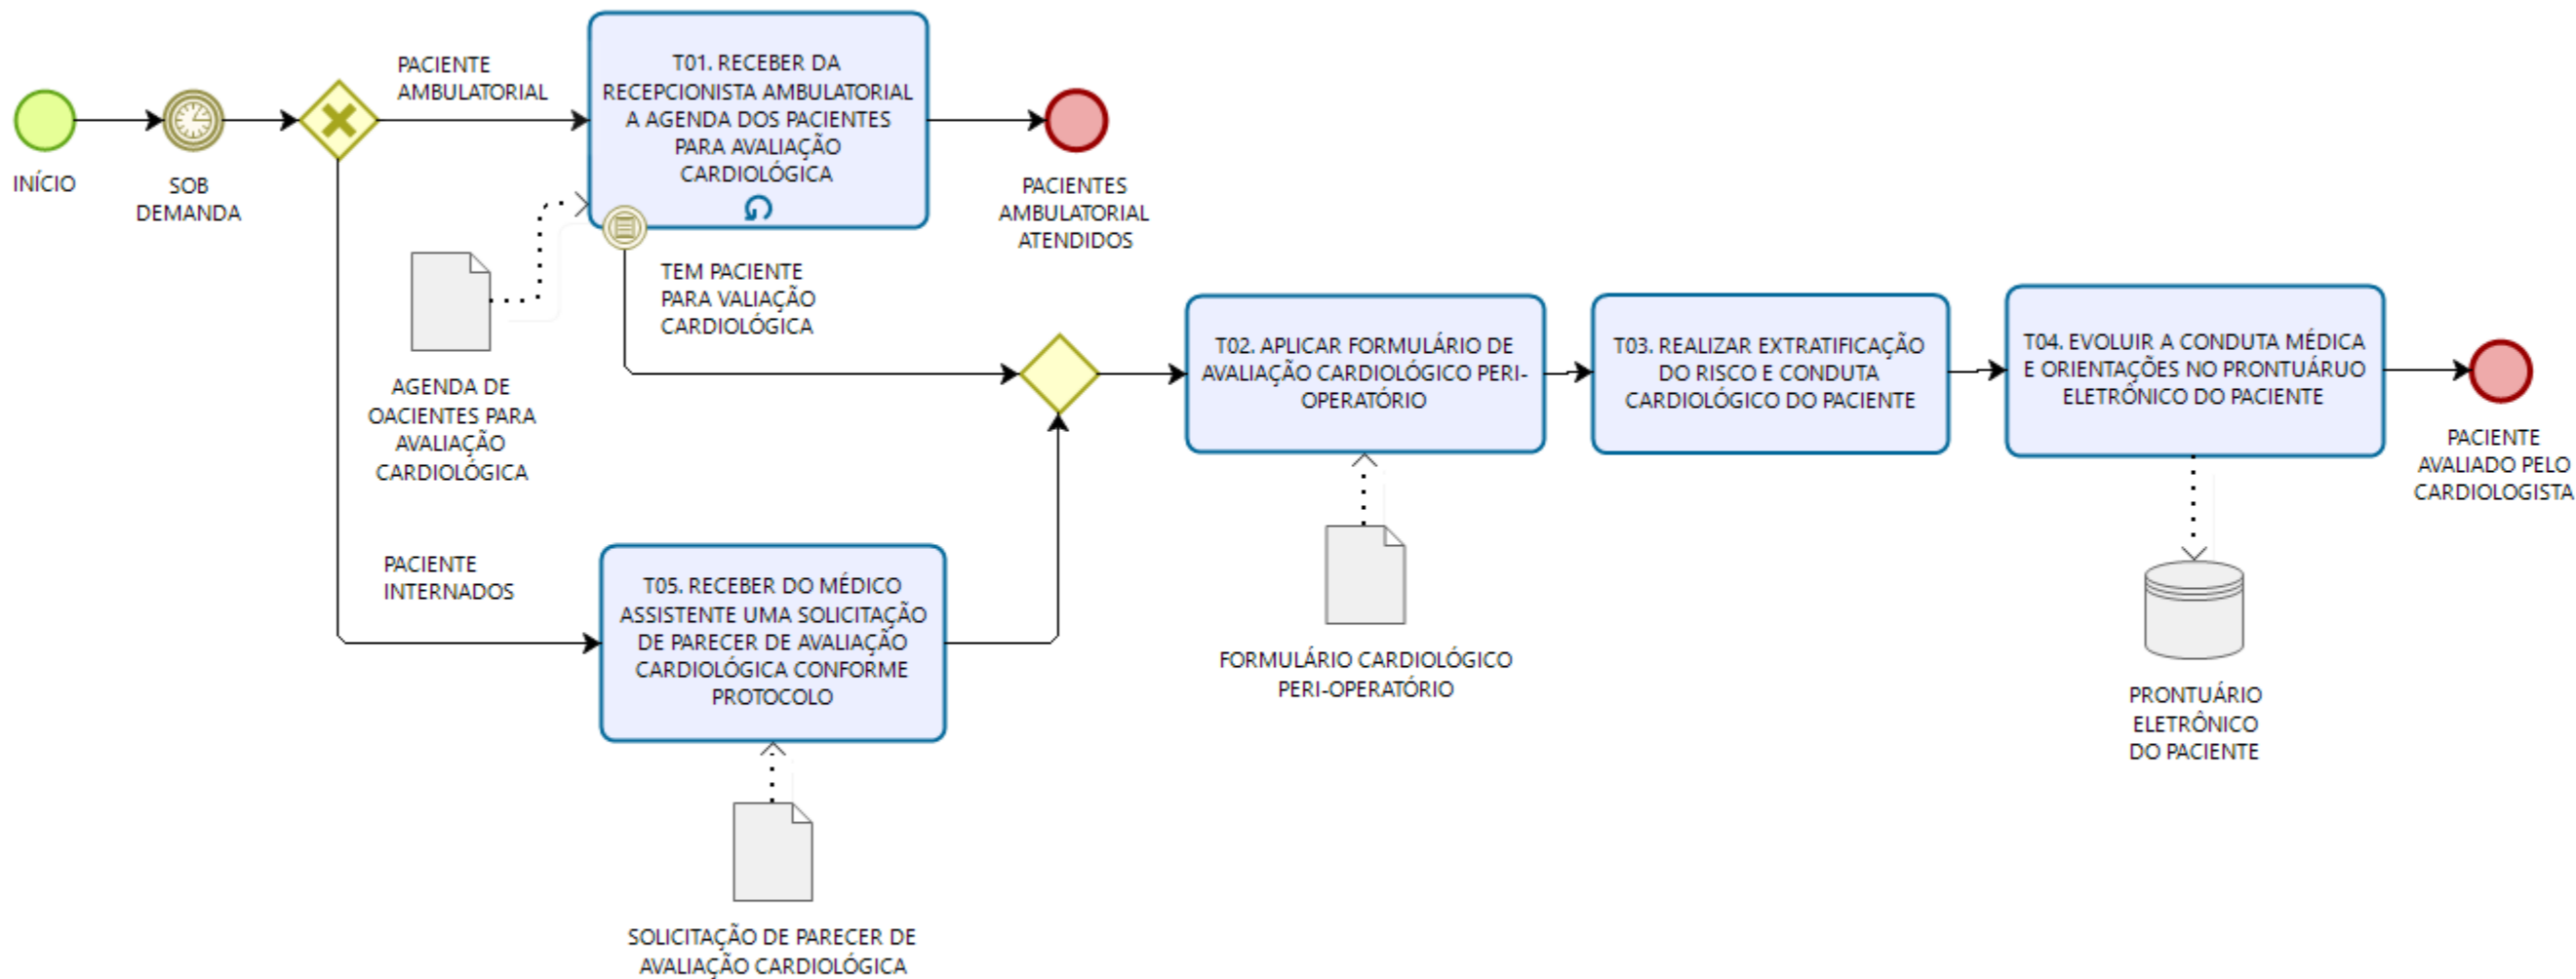 INÍCIO
SOB
DEMANDA
PACIENTE
AMBULATORIAL
T01. RECEBER DA
RECEPCIONISTA AMBULATORIAL
A AGENDA DOS PACIENTES
PARA AVALIAÇÃO
CARDIOLÓGICA
PACIENTES
AMBULATORIAL
ATENDIDOS
TEM PACIENTE
PARA VALIAÇÃO
CARDIOLÓGICA
AGENDA DE
OACIENTES PARA
AVALIAÇÃO
CARDIOLÓGICA
T02. APLICAR FORMULÁRIO DE
AVALIAÇÃO CARDIOLÓGICO PERI-
OPERATÓRIO
T03. REALIZAR EXTRATIFICAÇÃO
DO RISCO E CONDUTA
CARDIOLÓGICO DO PACIENTE
T04. EVOLUIR A CONDUTA MÉDICA
E ORIENTAÇÕES NO PRONTUÁRUO
ELETRÔNICO DO PACIENTE
PACIENTE
AVALIADO PELO
CARDIOLOGISTA
PACIENTE
INTERNADOS
T05. RECEBER DO MÉDICO
ASSISTENTE UMA SOLICITAÇÃO
DE PARECER DE AVALIAÇÃO
CARDIOLÓGICA CONFORME
PROTOCOLO
FORMULÁRIO CARDIOLÓGICO
PERI-OPERATÓRIO
PRONTUÁRIO
ELETRÔNICO
DO PACIENTE
SOLICITAÇÃO DE PARECER DE
AVALIAÇÃO CARDIOLÓGICA